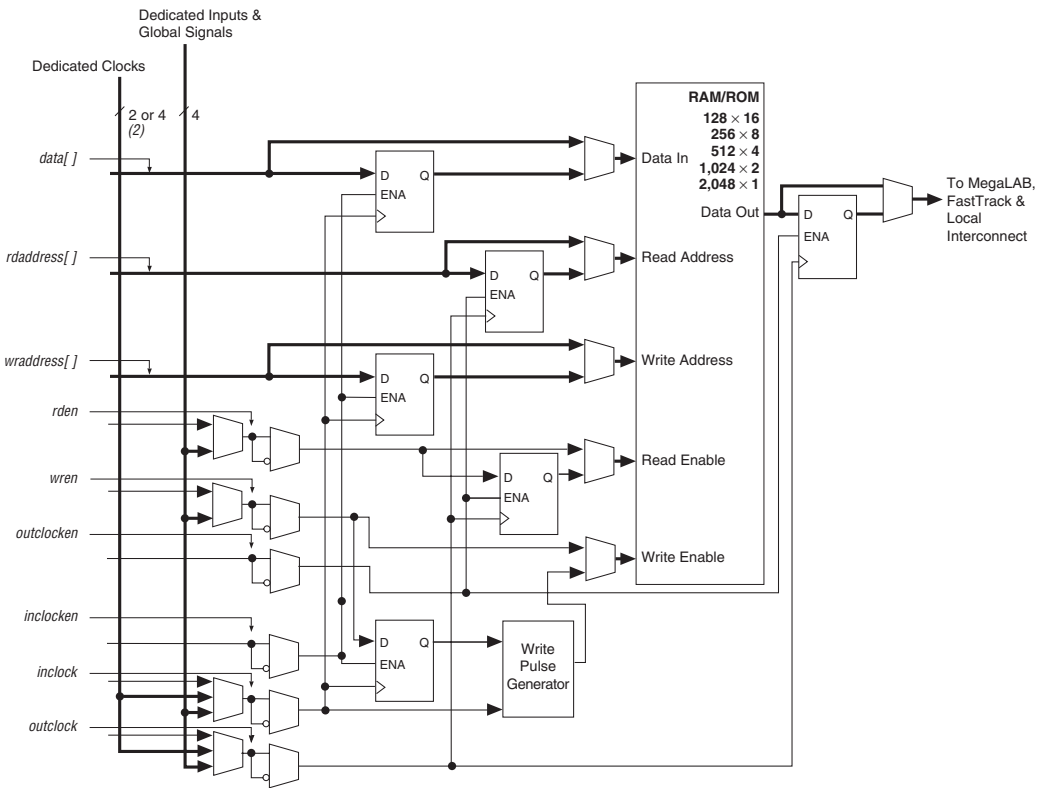 Dedicated Inputs &
Global Signals
Dedicated Clocks
2 or 4
(2)
4
data[ ]
D
Q
ENA
Data In
RAM/ROM
128 × 16
256 × 8
512 × 4
1,024 × 2
2,048 × 1
Data Out
D
Q
ENA
To MegaLAB,
FastTrack &
Local
Interconnect
rdaddress[ ]
D
Q
ENA
Read Address
wraddress[ ]
D
Q
ENA
Write Address
rden
D
Q
ENA
Read Enable
wren
outclocken
Write Enable
inclocken
D
Q
ENA
Write
Pulse
Generator
inclock
outclock